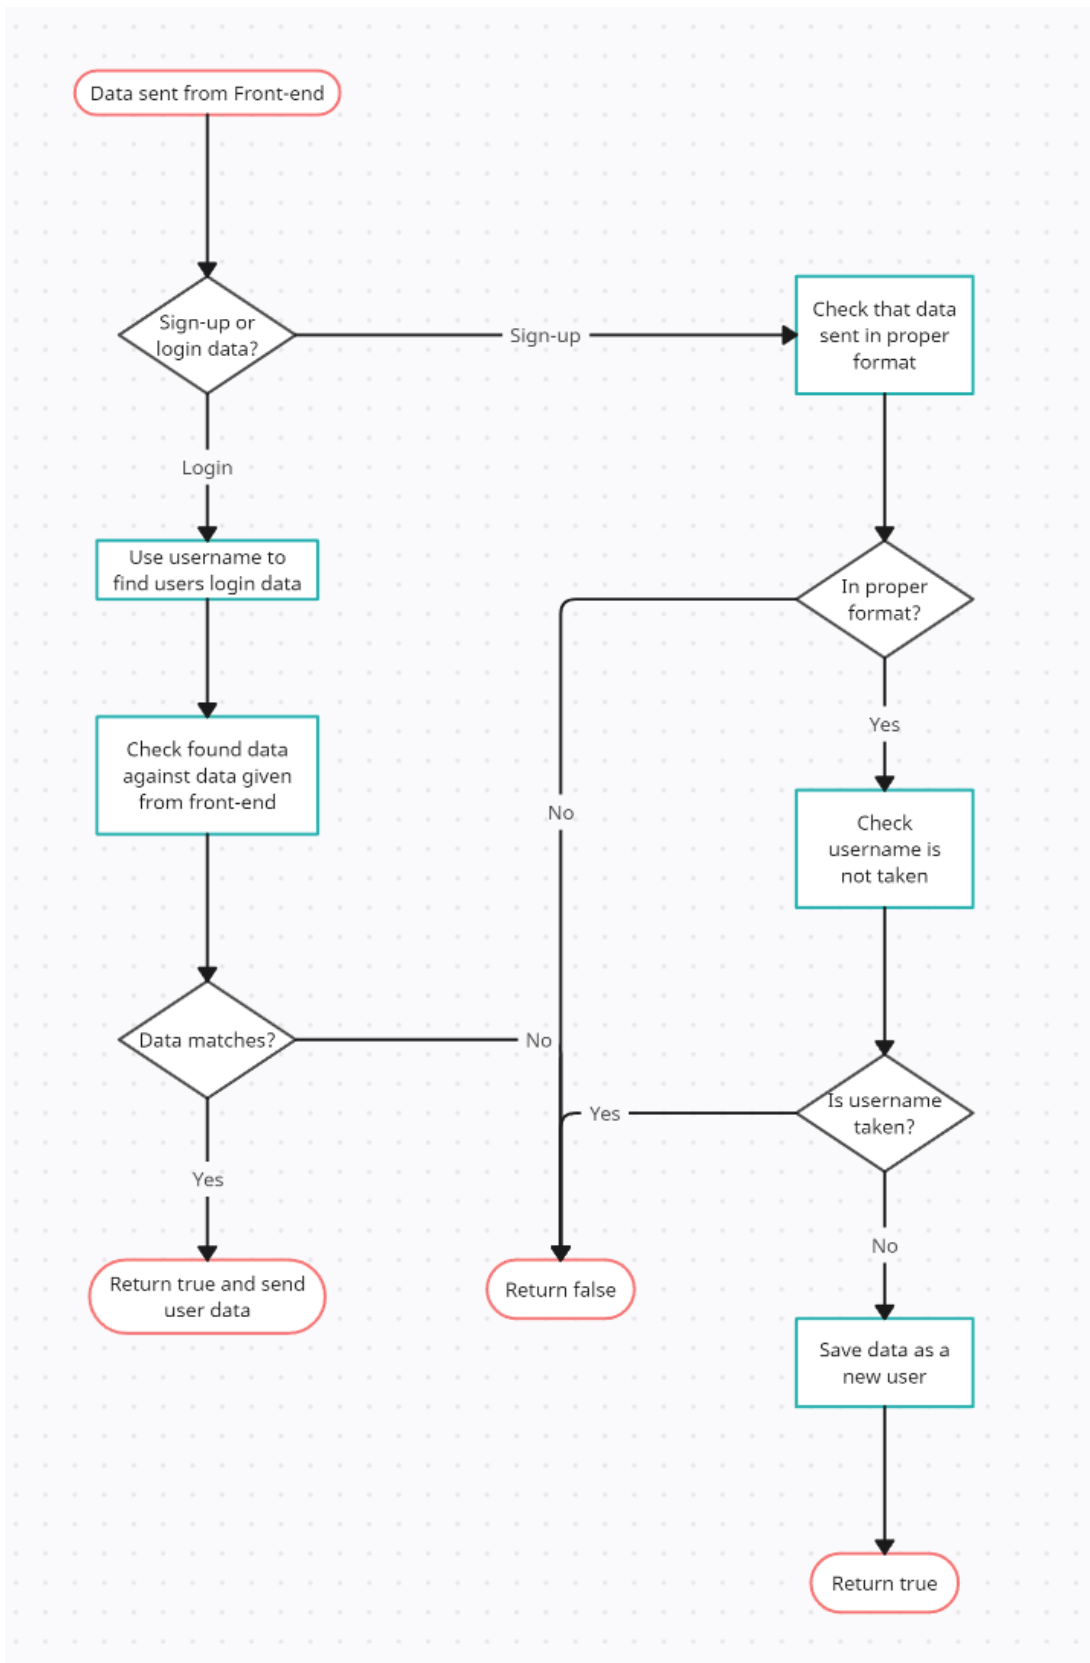 Data sent from Front-end
Sign-up or
login data?
Sign-up
Check that data
sent in proper
format
Login
Use username to
find users login data
In proper
format?
Yes
Check found data
against data given
from front-end
No
Check
username is
not taken
Data matches?
No
Is username
taken?
Yes
Yes
No
Return true and send
user data
Return false
Save data as a
new user
Return true